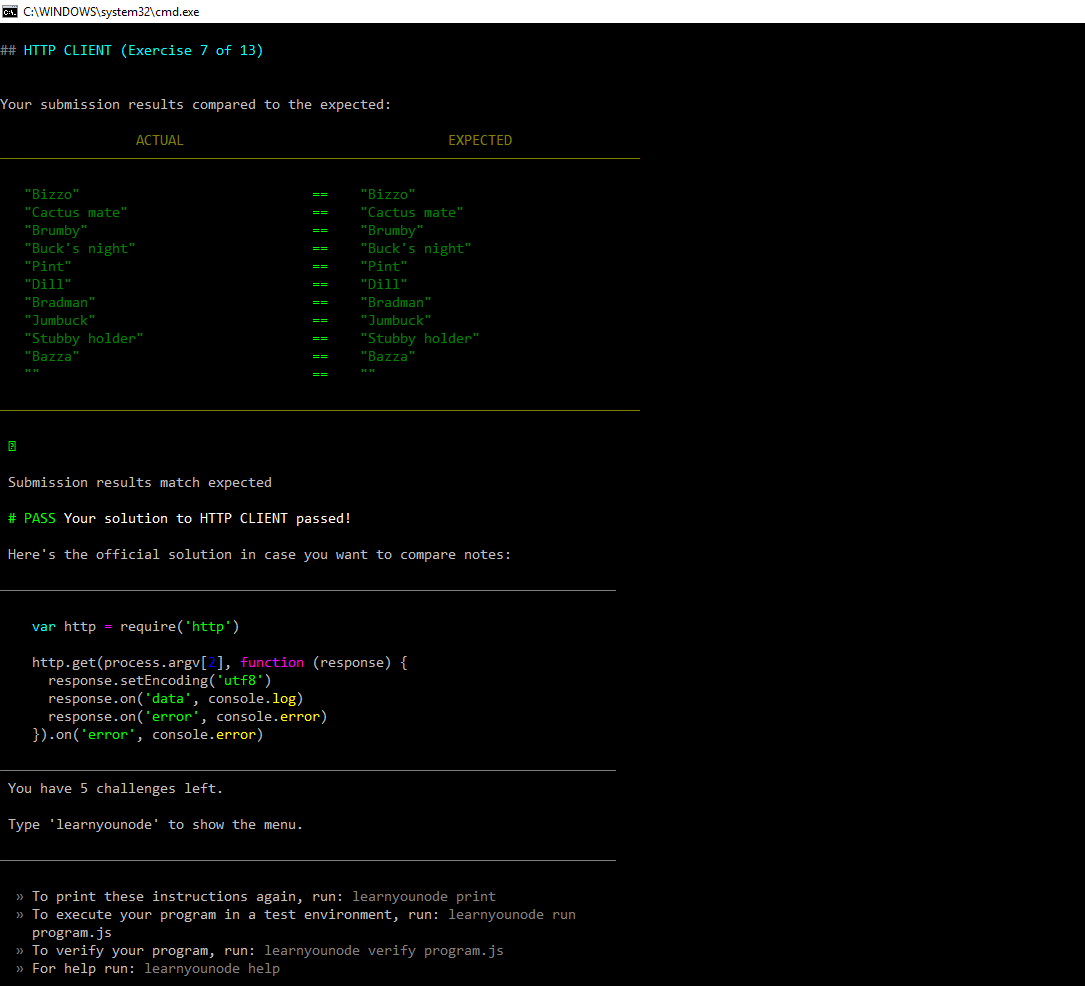 C:\WINDOWS\system32\cmd.exe
## HTTP CLIENT (Exercise 7 of 13)
Your submission results compared to the expected:
ACTUAL EXPECTED
"Bizzo" == "Bizzo"
"Cactus mate" == "Cactus mate"
"Brumby" == "Brumby"
"Buck's night" == "Buck's night"
"Pint" == "Pint"
"Dill" == "Dill"
"Bradman" == "Bradman"
"Jumbuck" == "Jumbuck"
"Stubby holder" == "Stubby holder"
"Bazza" == "Bazza"
"" == ""
Submission results match expected
# PASS Your solution to HTTP CLIENT passed!
Here's the official solution in case you want to compare notes:
var http = require('http')
http.get(process.argv[2], function (response) {
response.setEncoding('utf8')
response.on('data', console.log)
response.on('error', console.error)
}).on('error', console.error)
You have 5 challenges left.
Type 'learnyounode' to show the menu.
» To print these instructions again, run: learnyounode print
» To execute your program in a test environment, run: learnyounode run
program.js
» To verify your program, run: learnyounode verify program.js
» For help run: learnyounode help